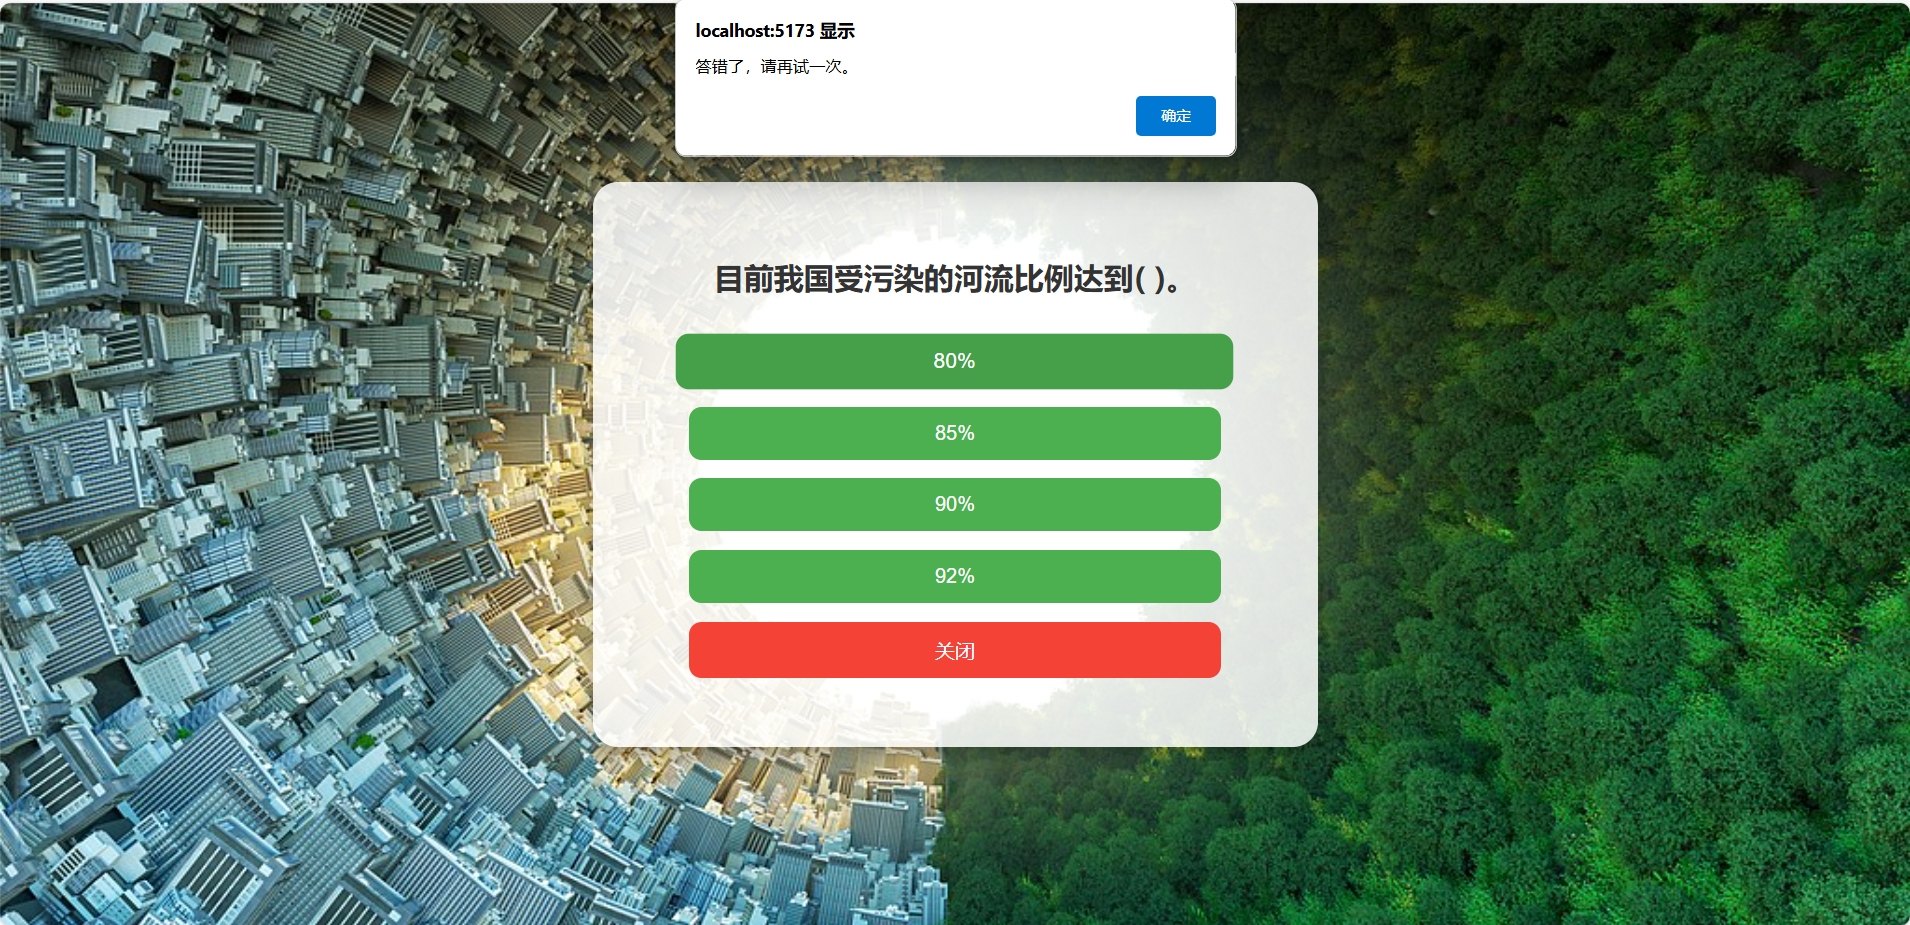 localhost:5173 显示
答错了，请再试一次。
确定
目前我国受污染的河流比例达到( )。
80%
85%
90%
92%
关闭